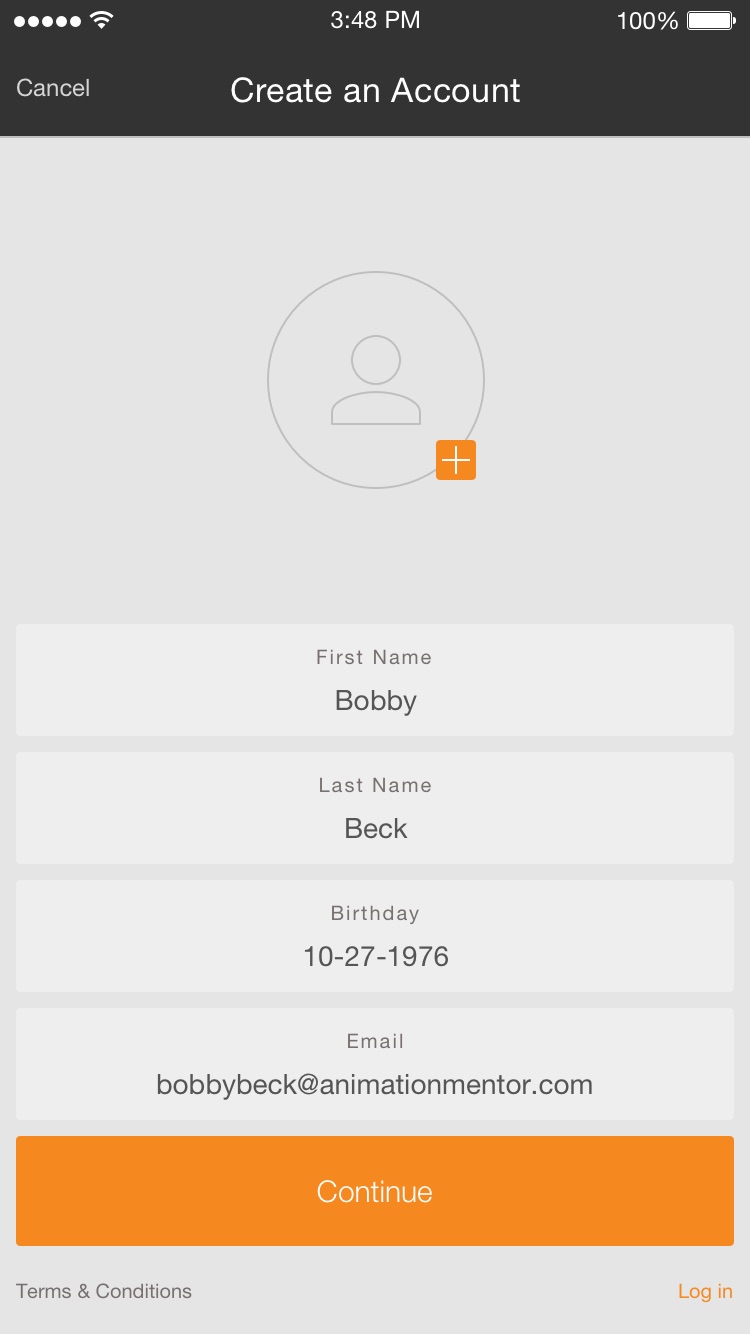 3:48 PM
100%
Cancel
Create an Account
First Name
Bobby
Last Name
Beck
Birthday
10-27-1976
Email
bobbybeck@animationmentor.com
Continue
Terms & Conditions
Log in